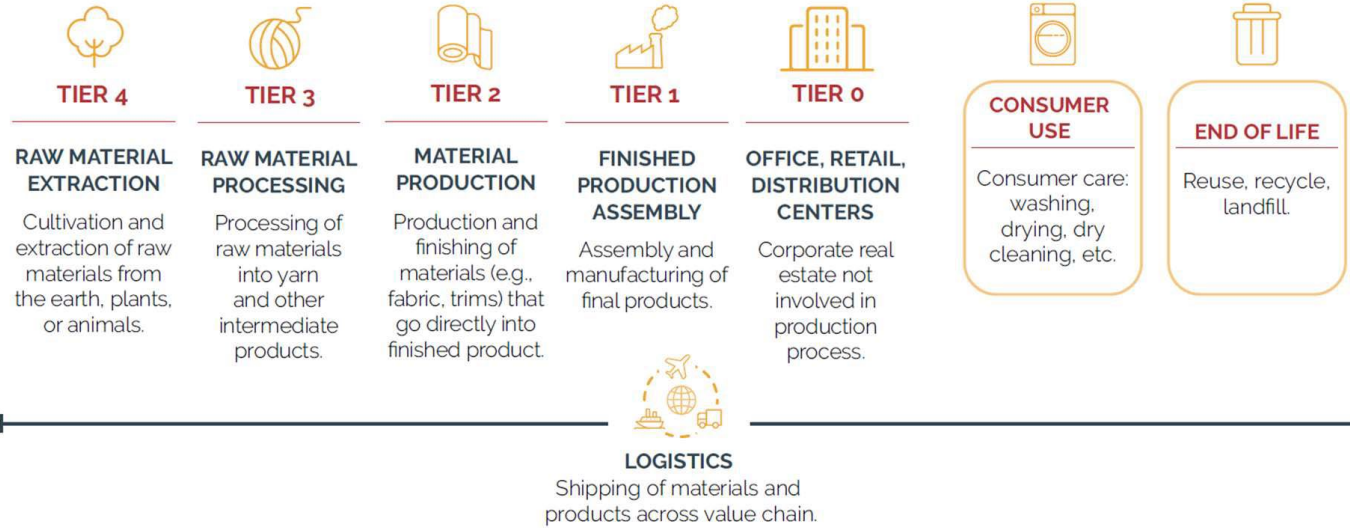 TIER 4
RAW MATERIAL
EXTRACTION
Cultivation and
extraction of raw
materials from
the earth, plants,
or animals.
TIER 3
RAW MATERIAL
PROCESSING
Processing of
raw materials
into yarn
and other
intermediate
products.
TIER 2
MATERIAL
PRODUCTION
Production and
finishing of
materials (e.g.,
fabric, trims) that
go directly into
finished product.
TIER 1
FINISHED
PRODUCTION
ASSEMBLY
Assembly and
manufacturing of
final products.
TIER 0
OFFICE, RETAIL,
DISTRIBUTION
CENTERS
Corporate real
estate not
involved in
production
process.
CONSUMER
USE
Consumer care:
washing,
drying, dry
cleaning, etc.
END OF LIFE
Reuse, recycle,
landfill.
LOGISTICS
Shipping of materials and
products across value chain.